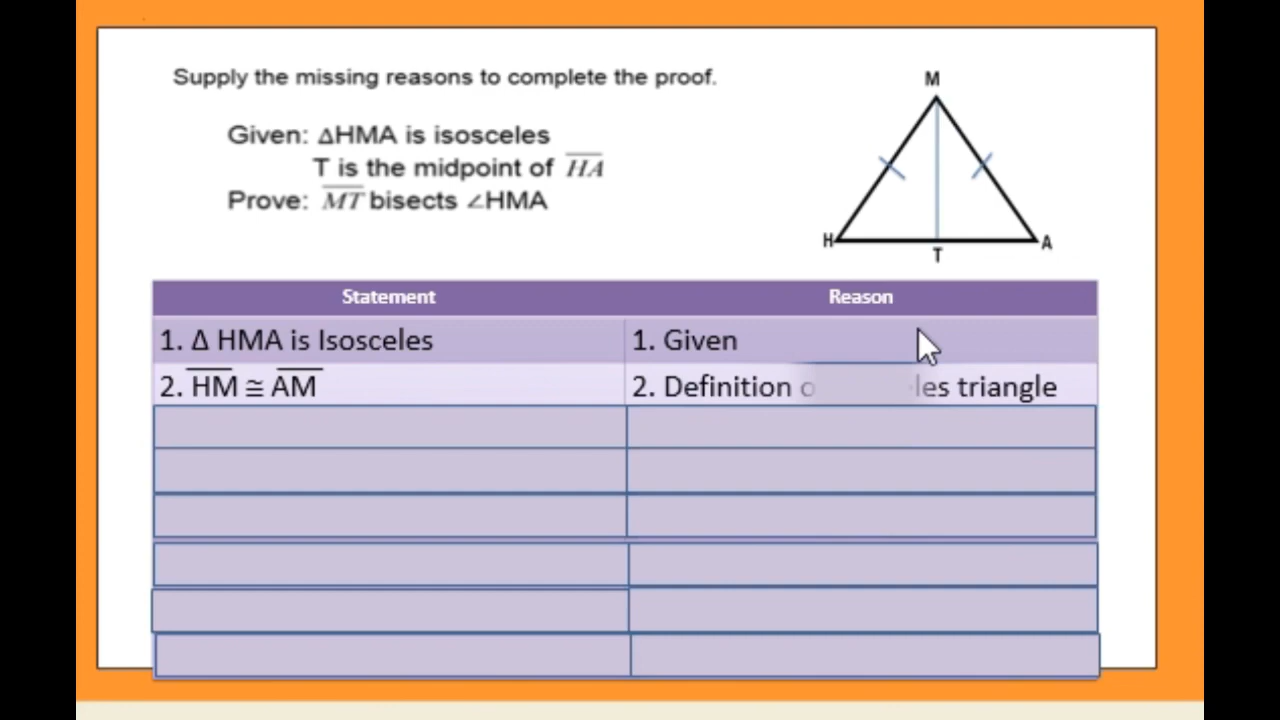 Supply the missing reasons to complete the proof.
Given: ΔHMA is isosceles
T is the midpoint of HA
Prove: MT bisects ∠HMA
M
H
A
T
Statement Reason
1. Δ HMA is Isosceles 1. Given
2. HM ≅ AM 2. Definition triangle